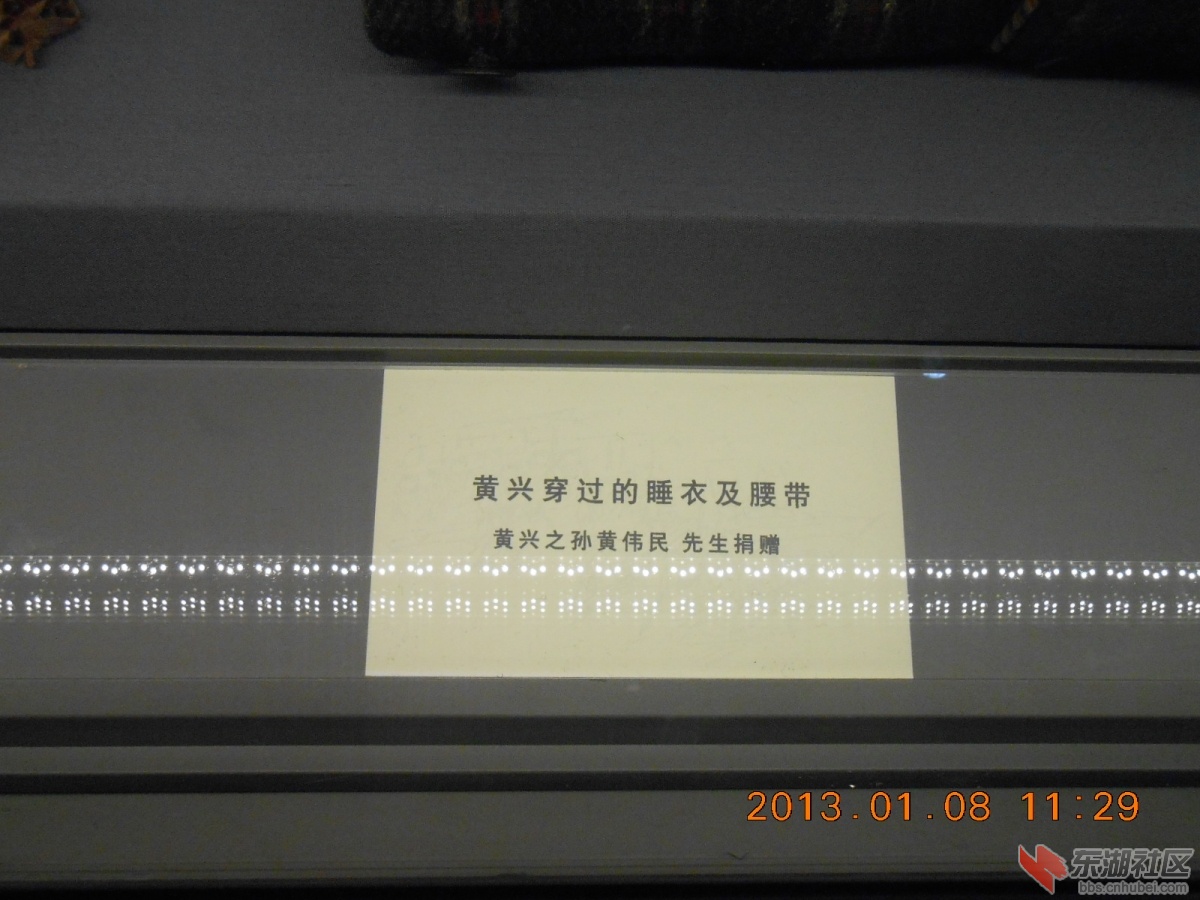 黄兴穿过的睡衣及腰带
黄兴之孙黄伟民 先生捐赠
2013.01.08 11:29
东湖社区
bbs.cnhubei.com